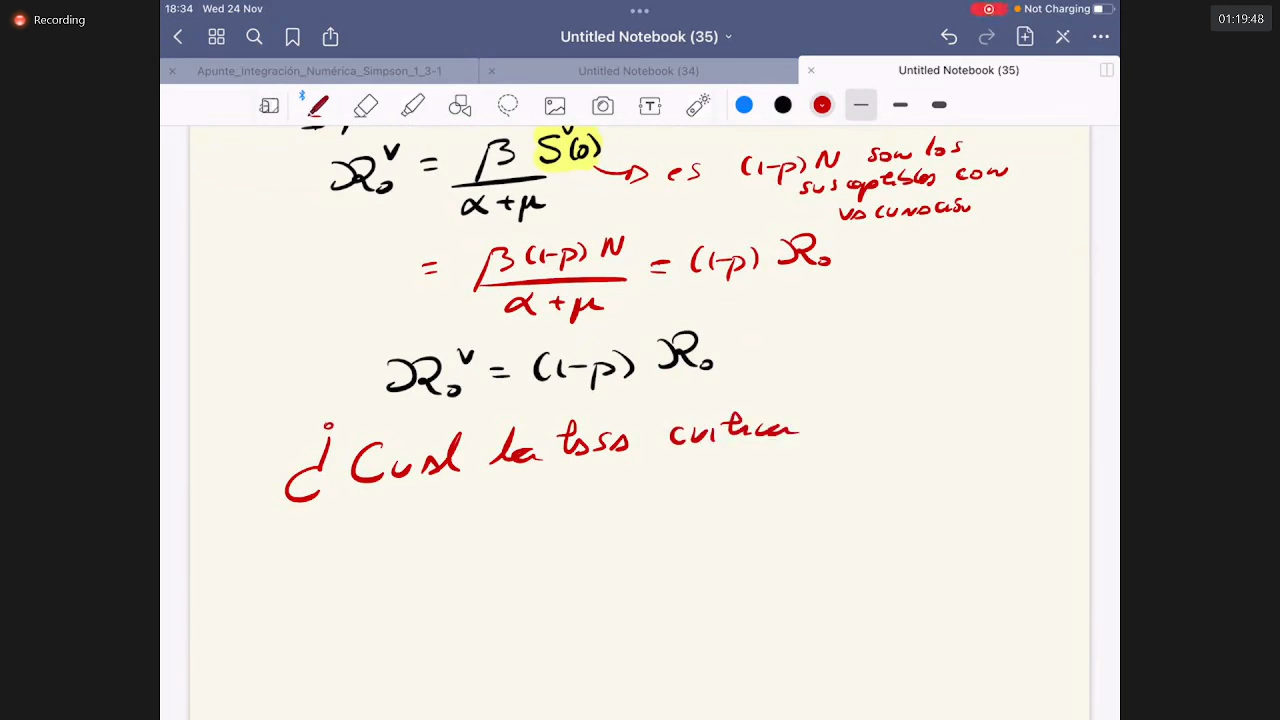 Recording
18:34 Wed 24 Nov
Not Charging
01:19:48
Untitled Notebook (35)
Apunte_Integración_Numérica_Simpson_1_3-1
Untitled Notebook (34)
Untitled Notebook (35)
T
ℛ₀ᵛ = β Sᵛ(0) / (α + μ) → es (1-p) N son los
susceptibles con
vacunación
= β (1-p) N / (α + μ) = (1-p) ℛ₀
ℛ₀ᵛ = (1-p) ℛ₀
¿Cual la tasa critica